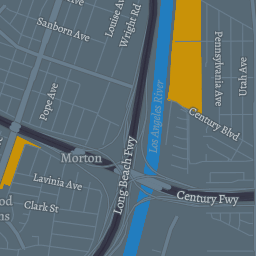 Louise Ave
Wright Rd
Sanborn Ave
Pennsylvania Ave
Utah Ave
Pope Ave
Los Angeles River
Century Blvd
Morton
Long Beach Fwy
Lavinia Ave
Century Fwy
Clark St